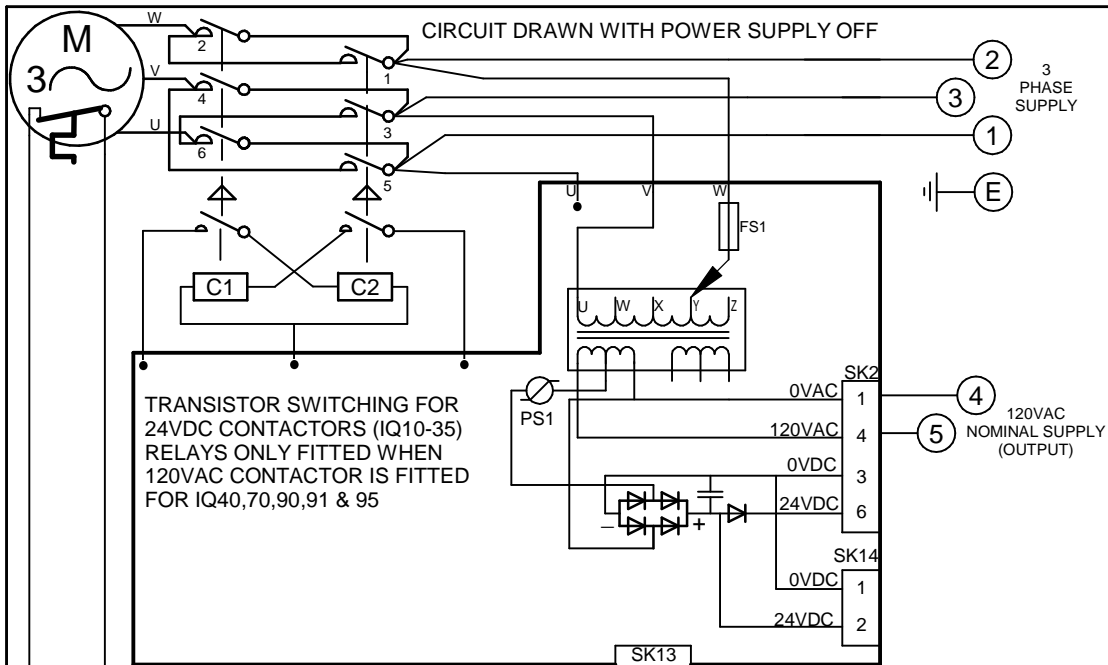 CIRCUIT DRAWN WITH POWER SUPPLY OFF
M
3
W
V
U
2
4
6
1
3
5
2
3
1
E
3
PHASE
SUPPLY
U
V
W
FS1
C1
C2
U W X Y Z
PS1
TRANSISTOR SWITCHING FOR
24VDC CONTACTORS (IQ10-35)
RELAYS ONLY FITTED WHEN
120VAC CONTACTOR IS FITTED
FOR IQ40,70,90,91 & 95
SK2
0VAC 1
120VAC 4
0VDC 3
24VDC 6
4
5
120VAC
NOMINAL SUPPLY
(OUTPUT)
– +
SK14
0VDC 1
24VDC 2
SK13